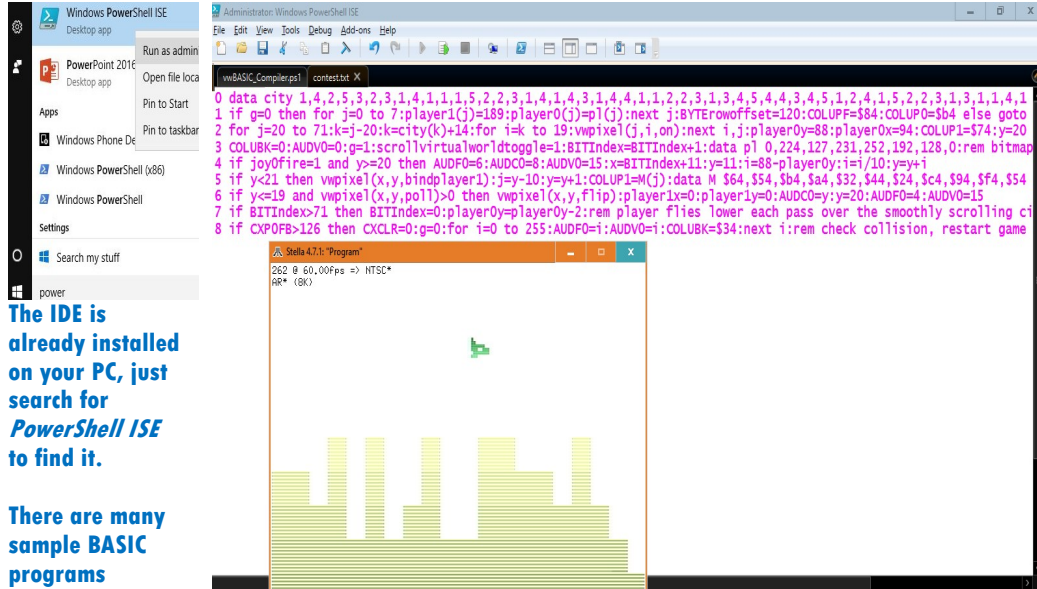 Windows PowerShell ISE
Desktop app
Run as admin
PowerPoint 2016
Desktop app
Open file loca
Pin to Start
Apps
Pin to taskbar
Windows Phone De
Windows PowerShell (x86)
Windows PowerShell
Settings
Search my stuff
power
The IDE is
already installed
on your PC, just
search for
PowerShell ISE
to find it.
There are many
sample BASIC
programs
Administrator: Windows PowerShell ISE
File Edit View Tools Debug Add-ons Help
vwBASIC_Compiler.ps1 contest.txt X
0 data city 1,4,2,5,3,2,3,1,4,1,1,1,5,2,2,3,1,4,1,4,3,1,4,4,1,1,2,2,3,1,3,4,5,4,4,3,4,5,1,2,4,1,5,2,2,3,1,3,1,1,4,1
1 if g=0 then for j=0 to 7:player1(j)=189:player0(j)=pl(j):next j:BYTErowoffset=120:COLUPF=$84:COLUP0=$b4 else goto
2 for j=20 to 71:k=j-20:k=city(k)+14:for i=k to 19:vwpixel(j,i,on):next i,j:player0y=88:player0x=94:COLUP1=$74:y=20
3 COLUBK=0:AUDV0=0:g=1:scrollvirtualworldtoggle=1:BITIndex=BITIndex+1:data pl 0,224,127,231,252,192,128,0:rem bitmap
4 if joy0fire=1 and y>=20 then AUDF0=6:AUDC0=8:AUDV0=15:x=BITIndex+11:y=11:i=88-player0y:i=i/10:y=y+i
5 if y<21 then vwpixel(x,y,bindplayer1):j=y-10:y=y+1:COLUP1=M(j):data M $64,$54,$b4,$a4,$32,$44,$24,$c4,$94,$f4,$54
6 if y<=19 and vwpixel(x,y,poll)>0 then vwpixel(x,y,flip):player1x=0:player1y=0:AUDC0=y:y=20:AUDF0=4:AUDV0=15
7 if BITIndex>71 then BITIndex=0:player0y=player0y-2:rem player flies lower each pass over the smoothly scrolling ci
8 if CXP0FB>126 then CXCLR=0:g=0:for i=0 to 255:AUDF0=i:AUDV0=i:COLUBK=$34:next i:rem check collision, restart game
Stella 4.7.1: "Program"
262 @ 60.00fps => NTSC*
AR* (8K)